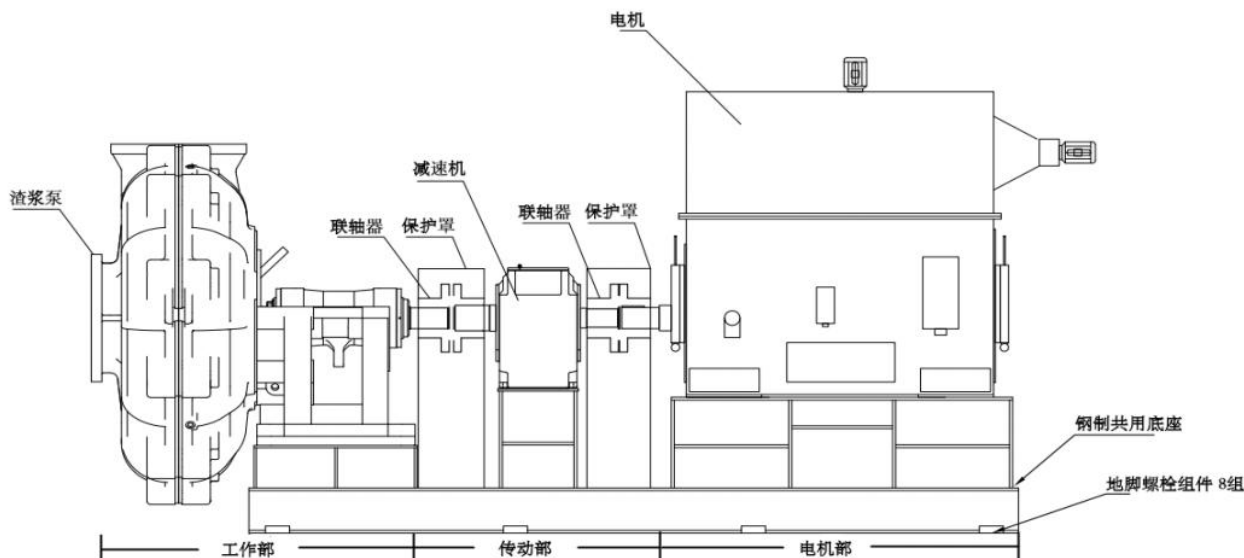 电机
减速机
渣浆泵
联轴器
保护罩
联轴器
保护罩
钢制共用底座
地脚螺栓组件 8组
工作部
传动部
电机部